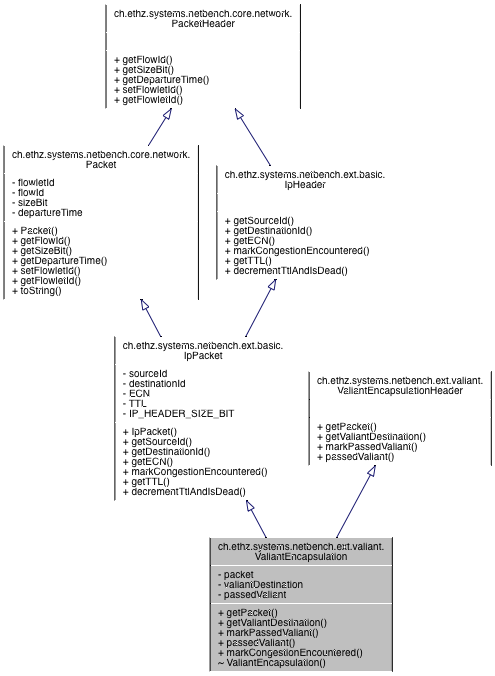 ch.ethz.systems.netbench.core.network.
PacketHeader
+ getFlowId()
+ getSizeBit()
+ getDepartureTime()
+ setFlowletId()
+ getFlowletId()
ch.ethz.systems.netbench.core.network.
Packet
- flowletId
- flowId
- sizeBit
- departureTime
+ Packet()
+ getFlowId()
+ getSizeBit()
+ getDepartureTime()
+ setFlowletId()
+ getFlowletId()
+ toString()
ch.ethz.systems.netbench.ext.basic.
IpHeader
+ getSourceId()
+ getDestinationId()
+ getECN()
+ markCongestionEncountered()
+ getTTL()
+ decrementTtlAndIsDead()
ch.ethz.systems.netbench.ext.basic.
IpPacket
- sourceId
- destinationId
- ECN
- TTL
- IP_HEADER_SIZE_BIT
+ IpPacket()
+ getSourceId()
+ getDestinationId()
+ getECN()
+ markCongestionEncountered()
+ getTTL()
+ decrementTtlAndIsDead()
ch.ethz.systems.netbench.ext.valiant.
ValiantEncapsulationHeader
+ getPacket()
+ getValiantDestination()
+ markPassedValiant()
+ passedValiant()
ch.ethz.systems.netbench.ext.valiant.
ValiantEncapsulation
- packet
- valiantDestination
- passedValiant
+ getPacket()
+ getValiantDestination()
+ markPassedValiant()
+ passedValiant()
+ markCongestionEncountered()
~ ValiantEncapsulation()